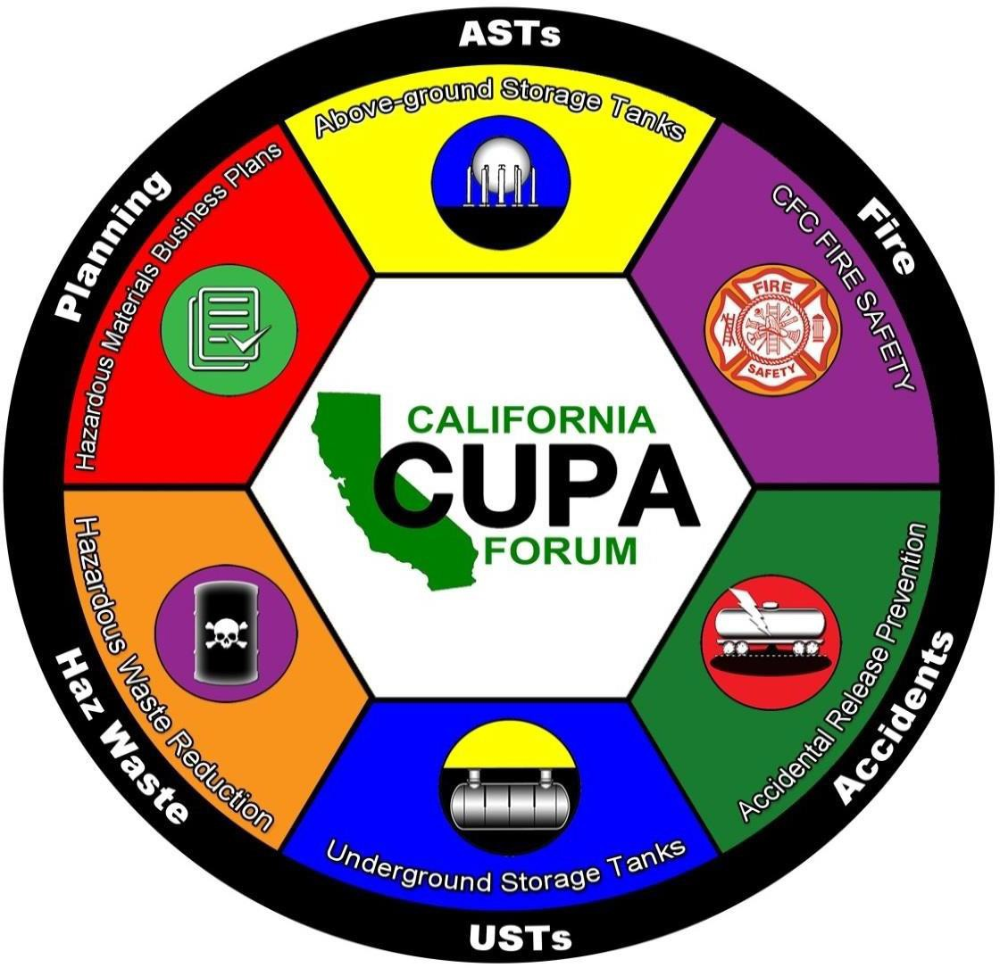 ASTs
Above-ground Storage Tanks
Fire
CFC FIRE SAFETY
FIRE
SAFETY
Accidents
Accidental Release Prevention
USTs
Underground Storage Tanks
Haz Waste
Hazardous Waste Reduction
Planning
Hazardous Materials Business Plans
CALIFORNIA
CUPA
FORUM